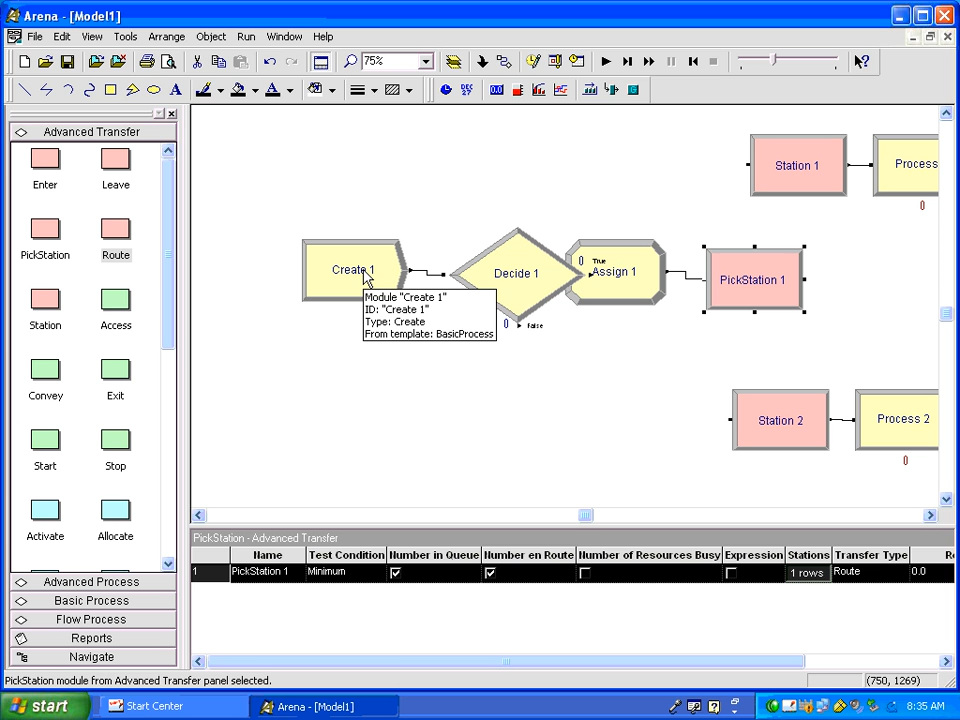 Arena - [Model1]
File Edit View Tools Arrange Object Run Window Help
75%
A A
DEC 27 0.0
Advanced Transfer
Enter Leave
PickStation Route
Station Access
Convey Exit
Start Stop
Activate Allocate
Advanced Process
Basic Process
Flow Process
Reports
Navigate
Station 1 Process
0
Create 1 Decide 1 0 True Assign 1 PickStation 1
Module "Create 1"
ID: "Create 1"
Type: Create
From template: BasicProcess
0 False
Station 2 Process 2
0
PickStation - Advanced Transfer
Name Test Condition Number in Queue Number en Route Number of Resources Busy Expression Stations Transfer Type
1 PickStation 1 Minimum 1 rows Route 0.0
PickStation module from Advanced Transfer panel selected. (750, 1269)
start Start Center Arena - [Model1] 8:35 AM